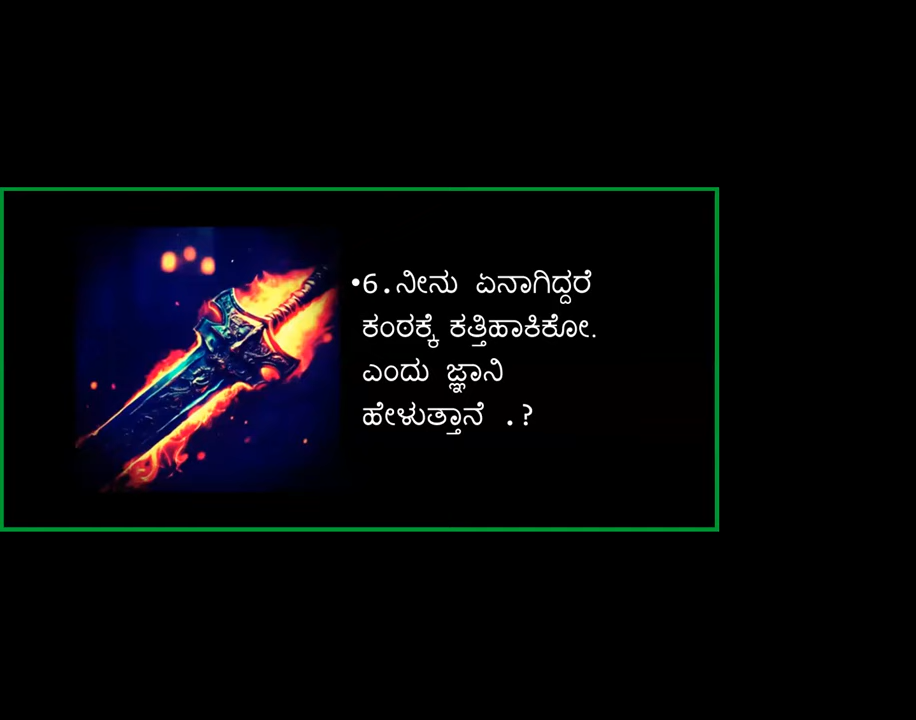 •6.ನೀನು ಏನಾಗಿದ್ದರೆ
ಕಂಠಕ್ಕೆ ಕತ್ತಿಹಾಕಿಕೋ.
ಎಂದು ಜ್ಞಾನಿ
ಹೇಳುತ್ತಾನೆ .?